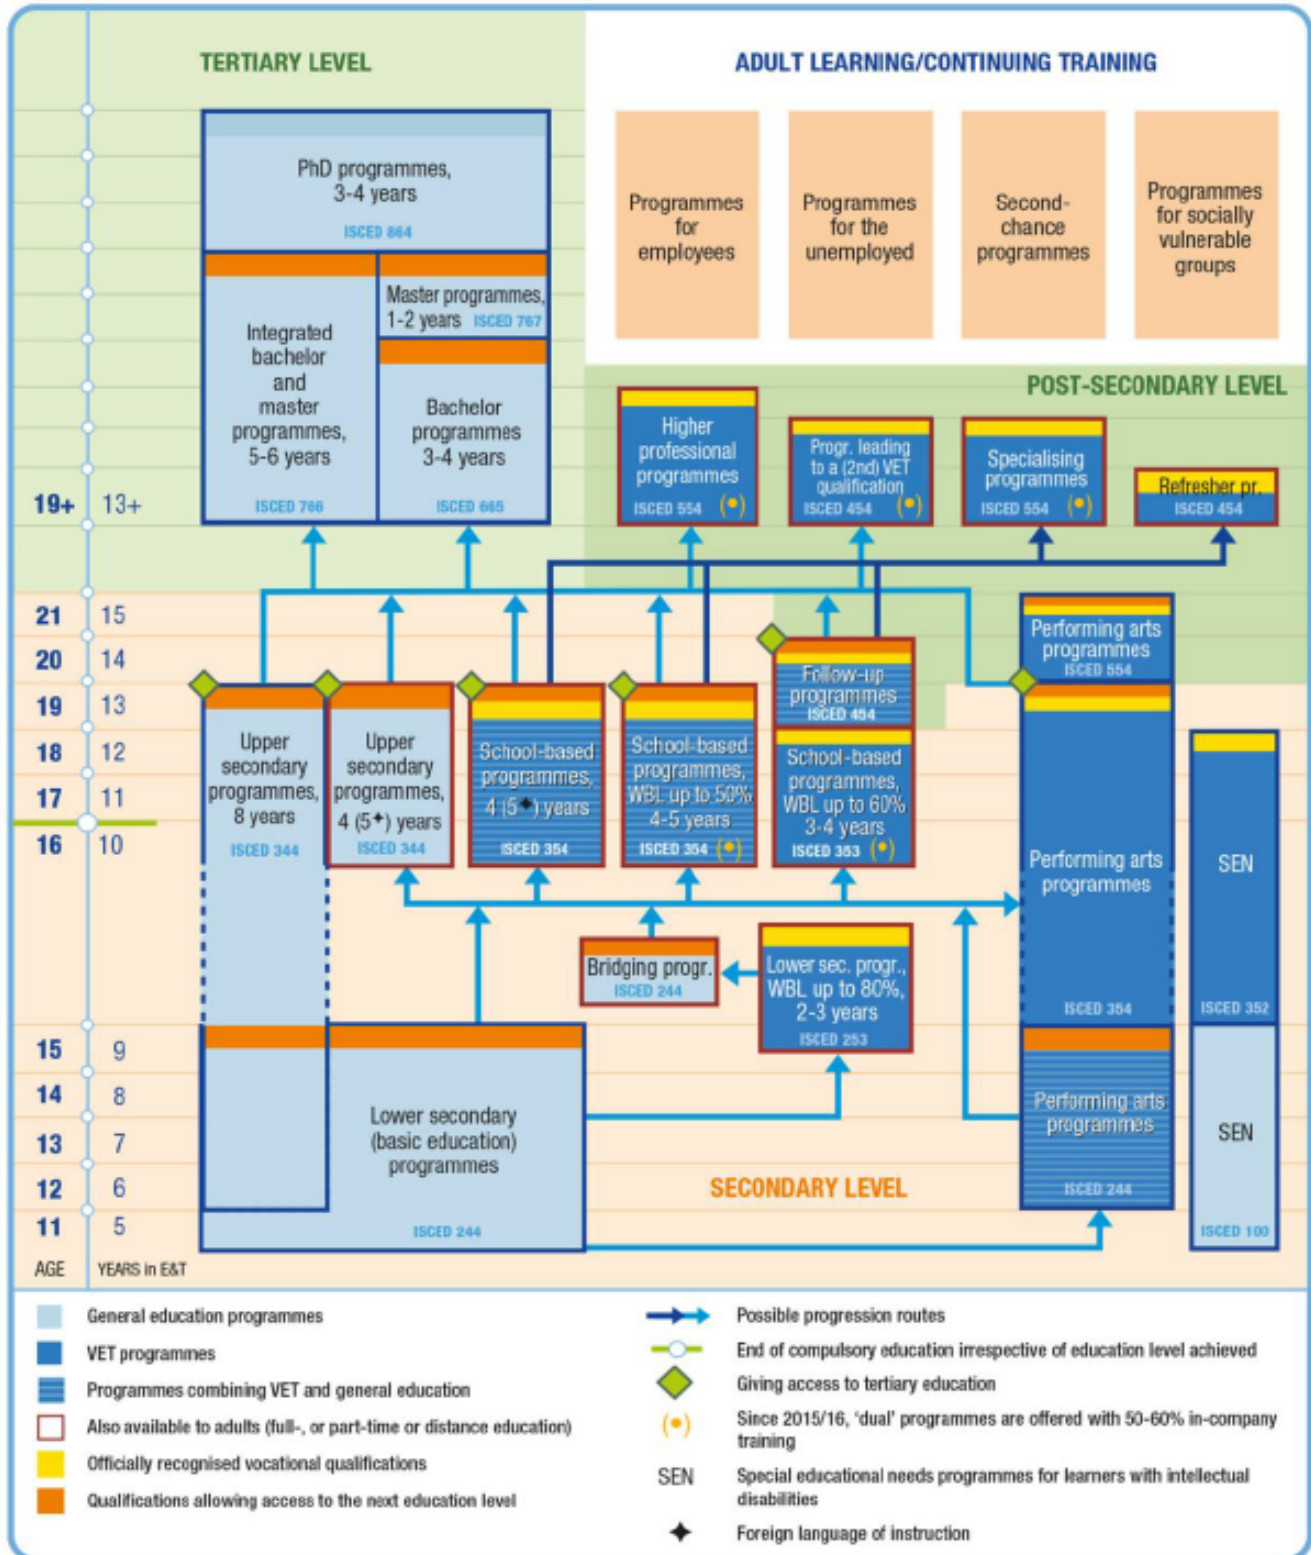 TERTIARY LEVEL
ADULT LEARNING/CONTINUING TRAINING
PhD programmes,
3-4 years
ISCED 864
Programmes
for
employees
Programmes
for the
unemployed
Second-
chance
programmes
Programmes
for socially
vulnerable
groups
Integrated
bachelor
and
master
programmes,
5-6 years
ISCED 766
Master programmes,
1-2 years ISCED 767
Bachelor
programmes
3-4 years
ISCED 665
POST-SECONDARY LEVEL
Higher
professional
programmes
ISCED 554 (•)
Progr. leading
to a (2nd) VET
qualification
ISCED 454 (•)
Specialising
programmes
ISCED 554 (•)
Refresher pr.
ISCED 454
19+ 13+
21 15
20 14
19 13
18 12
17 11
16 10
Upper
secondary
programmes,
8 years
ISCED 344
Upper
secondary
programmes,
4 (5✦) years
ISCED 344
School-based
programmes,
4 (5✦) years
ISCED 354
School-based
programmes,
WBL up to 50%
4-5 years
ISCED 354 (•)
Follow-up
programmes
ISCED 454
School-based
programmes,
WBL up to 60%
3-4 years
ISCED 353 (•)
Performing arts
programmes
ISCED 554
Performing arts
programmes
ISCED 354
SEN
ISCED 352
Bridging progr.
ISCED 244
Lower sec. progr.,
WBL up to 80%,
2-3 years
ISCED 253
15 9
14 8
13 7
12 6
11 5
AGE YEARS in E&T
Lower secondary
(basic education)
programmes
ISCED 244
SECONDARY LEVEL
Performing arts
programmes
ISCED 244
SEN
ISCED 100
General education programmes
VET programmes
Programmes combining VET and general education
Also available to adults (full-, or part-time or distance education)
Officially recognised vocational qualifications
Qualifications allowing access to the next education level
Possible progression routes
End of compulsory education irrespective of education level achieved
Giving access to tertiary education
(•) Since 2015/16, ‘dual’ programmes are offered with 50-60% in-company
training
SEN Special educational needs programmes for learners with intellectual
disabilities
✦ Foreign language of instruction